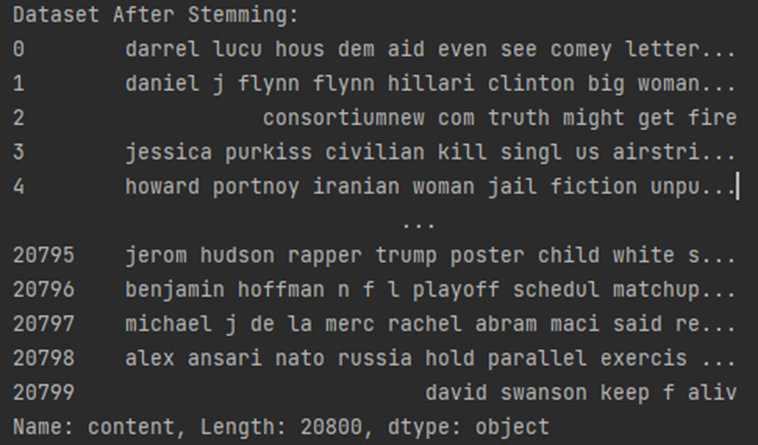 Dataset After Stemming:
0        darrel lucu hous dem aid even see comey letter...
1        daniel j flynn flynn hillari clinton big woman...
2                 consortiumnew com truth might get fire
3        jessica purkiss civilian kill singl us airstri...
4        howard portnoy iranian woman jail fiction unpu...
...
20795    jerom hudson rapper trump poster child white s...
20796    benjamin hoffman n f l playoff schedul matchup...
20797    michael j de la merc rachel abram maci said re...
20798    alex ansari nato russia hold parallel exercis ...
20799                            david swanson keep f aliv
Name: content, Length: 20800, dtype: object